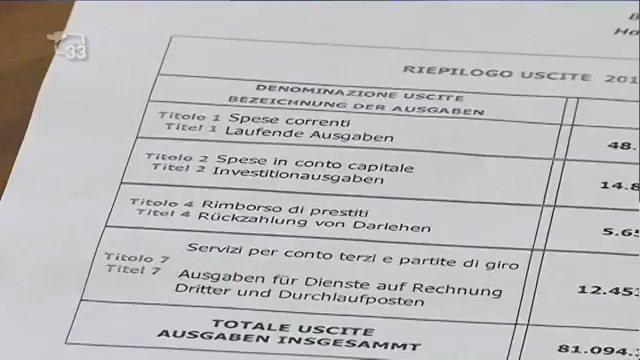 33
RIEPILOGO USCITE 201
DENOMINAZIONE USCITE
BEZEICHNUNG DER AUSGABEN
Titolo 1 Spese correnti
Titel 1 Laufende Ausgaben
48.
Titolo 2 Spese in conto capitale
Titel 2 Investitionausgaben
14.8
Titolo 4 Rimborso di prestiti
Titel 4 Rückzahlung von Darlehen
5.65
Servizi per conto terzi e partite di giro
Titolo 7
Titel 7 Ausgaben für Dienste auf Rechnung
Dritter und Durchlaufposten
12.453
TOTALE USCITE
AUSGABEN INSGESAMMT
81.094.